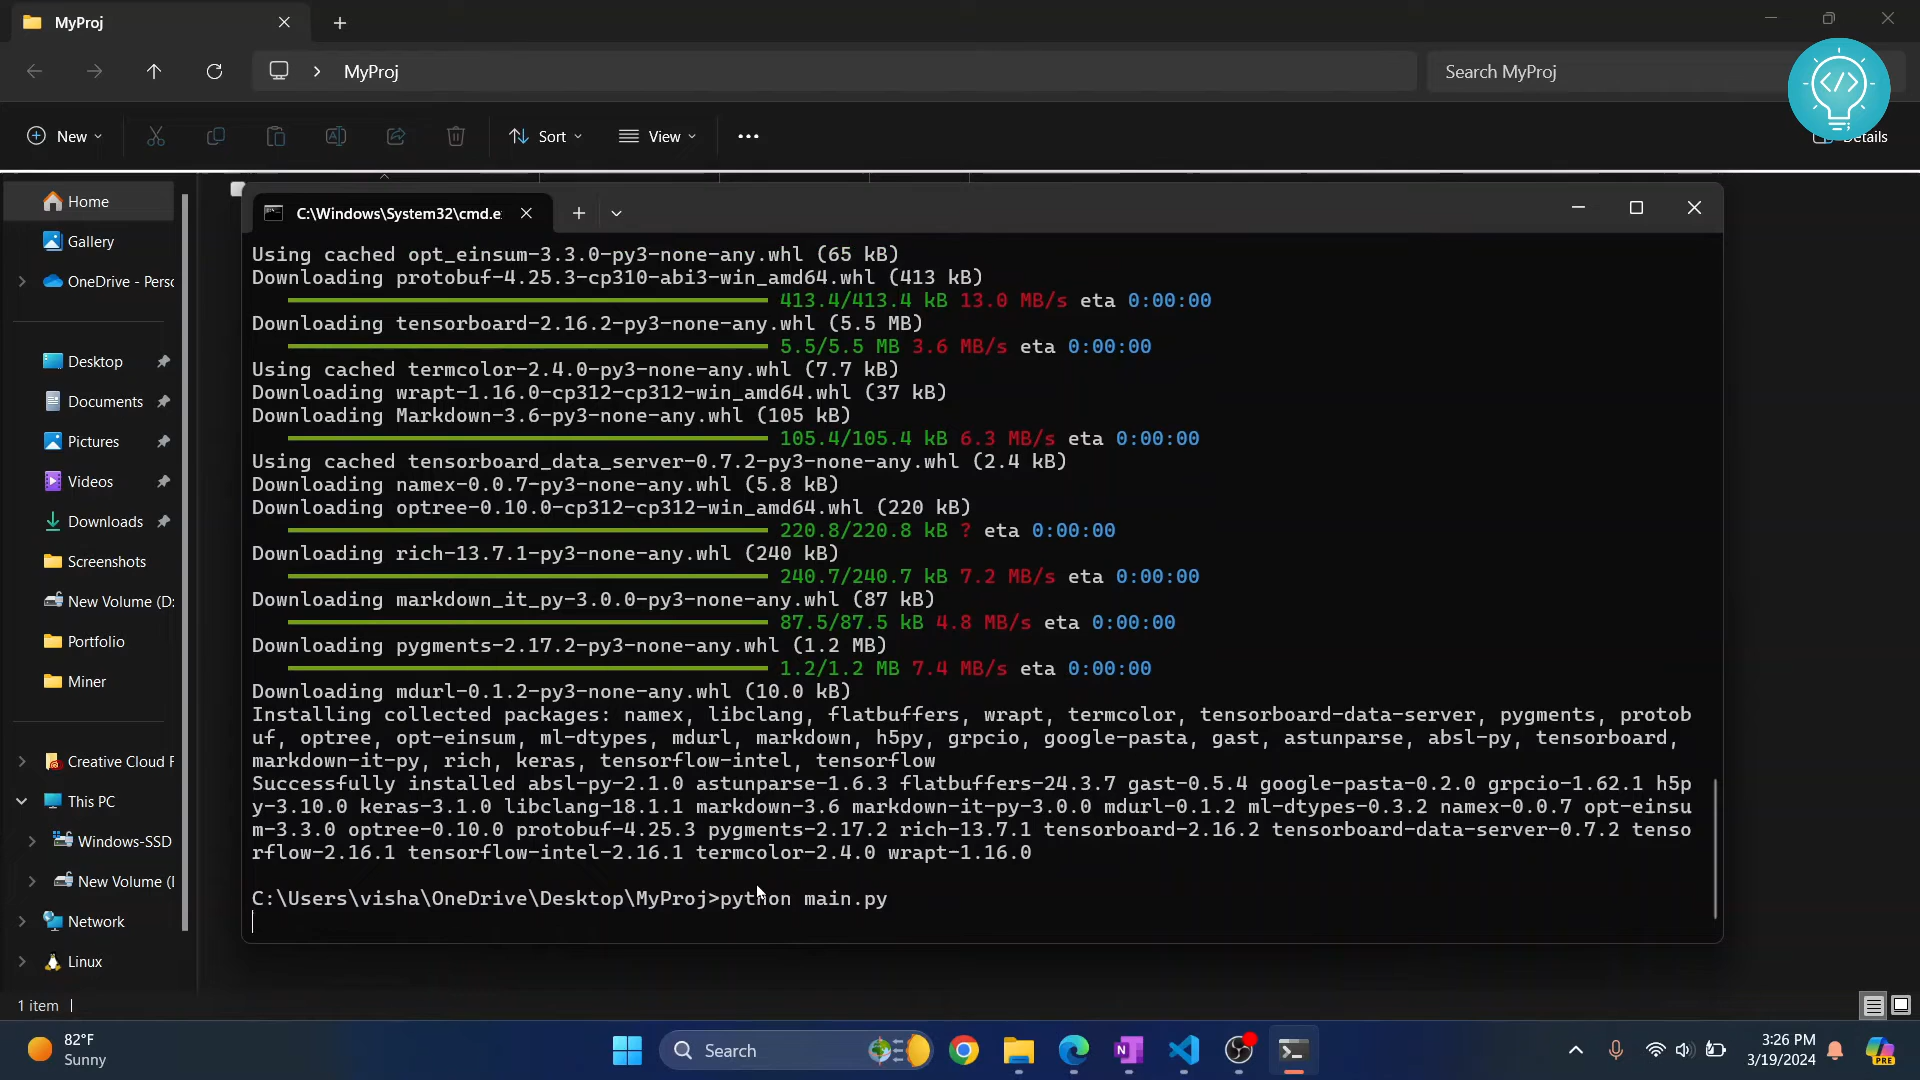 MyProj
MyProj
Search MyProj
New
Sort
View
Details
Home
Gallery
OneDrive - Perso
Desktop
Documents
Pictures
Videos
Downloads
Screenshots
New Volume (D:
Portfolio
Miner
Creative Cloud F
This PC
Windows-SSD
New Volume (I
Network
Linux
1 item
C:\Windows\System32\cmd.e
Using cached opt_einsum-3.3.0-py3-none-any.whl (65 kB)
Downloading protobuf-4.25.3-cp310-abi3-win_amd64.whl (413 kB)
413.4/413.4 kB 13.0 MB/s eta 0:00:00
Downloading tensorboard-2.16.2-py3-none-any.whl (5.5 MB)
5.5/5.5 MB 3.6 MB/s eta 0:00:00
Using cached termcolor-2.4.0-py3-none-any.whl (7.7 kB)
Downloading wrapt-1.16.0-cp312-cp312-win_amd64.whl (37 kB)
Downloading Markdown-3.6-py3-none-any.whl (105 kB)
105.4/105.4 kB 6.3 MB/s eta 0:00:00
Using cached tensorboard_data_server-0.7.2-py3-none-any.whl (2.4 kB)
Downloading namex-0.0.7-py3-none-any.whl (5.8 kB)
Downloading optree-0.10.0-cp312-cp312-win_amd64.whl (220 kB)
220.8/220.8 kB ? eta 0:00:00
Downloading rich-13.7.1-py3-none-any.whl (240 kB)
240.7/240.7 kB 7.2 MB/s eta 0:00:00
Downloading markdown_it_py-3.0.0-py3-none-any.whl (87 kB)
87.5/87.5 kB 4.8 MB/s eta 0:00:00
Downloading pygments-2.17.2-py3-none-any.whl (1.2 MB)
1.2/1.2 MB 7.4 MB/s eta 0:00:00
Downloading mdurl-0.1.2-py3-none-any.whl (10.0 kB)
Installing collected packages: namex, libclang, flatbuffers, wrapt, termcolor, tensorboard-data-server, pygments, protob
uf, optree, opt-einsum, ml-dtypes, mdurl, markdown, h5py, grpcio, google-pasta, gast, astunparse, absl-py, tensorboard,
markdown-it-py, rich, keras, tensorflow-intel, tensorflow
Successfully installed absl-py-2.1.0 astunparse-1.6.3 flatbuffers-24.3.7 gast-0.5.4 google-pasta-0.2.0 grpcio-1.62.1 h5p
y-3.10.0 keras-3.1.0 libclang-18.1.1 markdown-3.6 markdown-it-py-3.0.0 mdurl-0.1.2 ml-dtypes-0.3.2 namex-0.0.7 opt-einsu
m-3.3.0 optree-0.10.0 protobuf-4.25.3 pygments-2.17.2 rich-13.7.1 tensorboard-2.16.2 tensorboard-data-server-0.7.2 tenso
rflow-2.16.1 tensorflow-intel-2.16.1 termcolor-2.4.0 wrapt-1.16.0
C:\Users\visha\OneDrive\Desktop\MyProj>python main.py
82°F
Sunny
Search
3:26 PM
3/19/2024
PRE